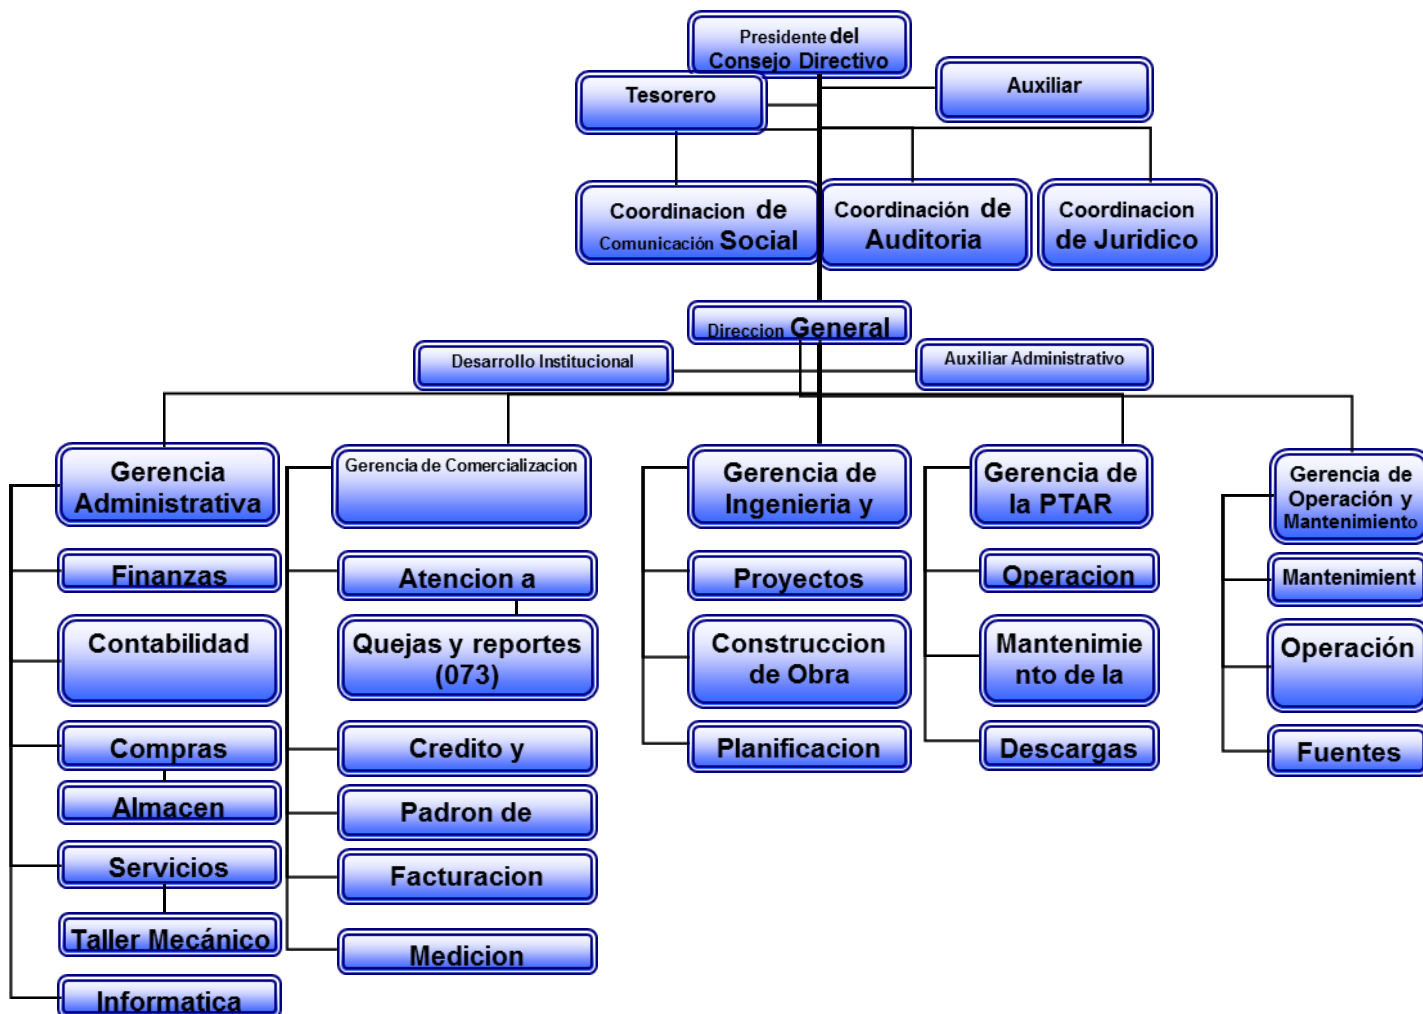 Presidente del
Consejo Directivo
Tesorero
Auxiliar
Coordinacion de
Comunicación Social
Coordinación de
Auditoria
Coordinacion
de Juridico
Direccion General
Desarrollo Institucional
Auxiliar Administrativo
Gerencia
Administrativa
Finanzas
Contabilidad
Compras
Almacen
Servicios
Taller Mecánico
Informatica
Gerencia de Comercializacion
Atencion a
Quejas y reportes
(073)
Credito y
Padron de
Facturacion
Medicion
Gerencia de
Ingenieria y
Proyectos
Construccion
de Obra
Planificacion
Gerencia de
la PTAR
Operacion
Mantenimie
nto de la
Descargas
Gerencia de
Operación y
Mantenimiento
Mantenimient
Operación
Fuentes